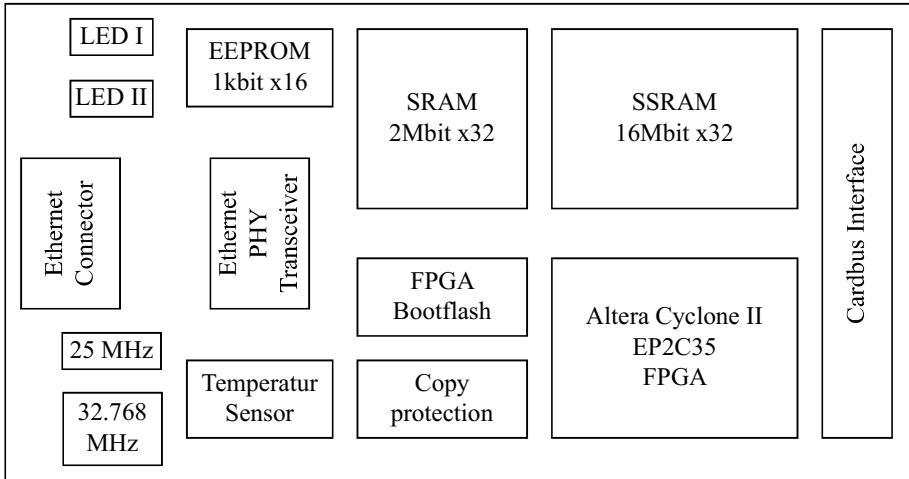 LED I
LED II
EEPROM
1kbit x16
SRAM
2Mbit x32
SSRAM
16Mbit x32
Cardbus Interface
Ethernet
Connector
Ethernet
PHY
Transceiver
FPGA
Bootflash
Altera Cyclone II
EP2C35
FPGA
25 MHz
32.768
MHz
Temperatur
Sensor
Copy
protection